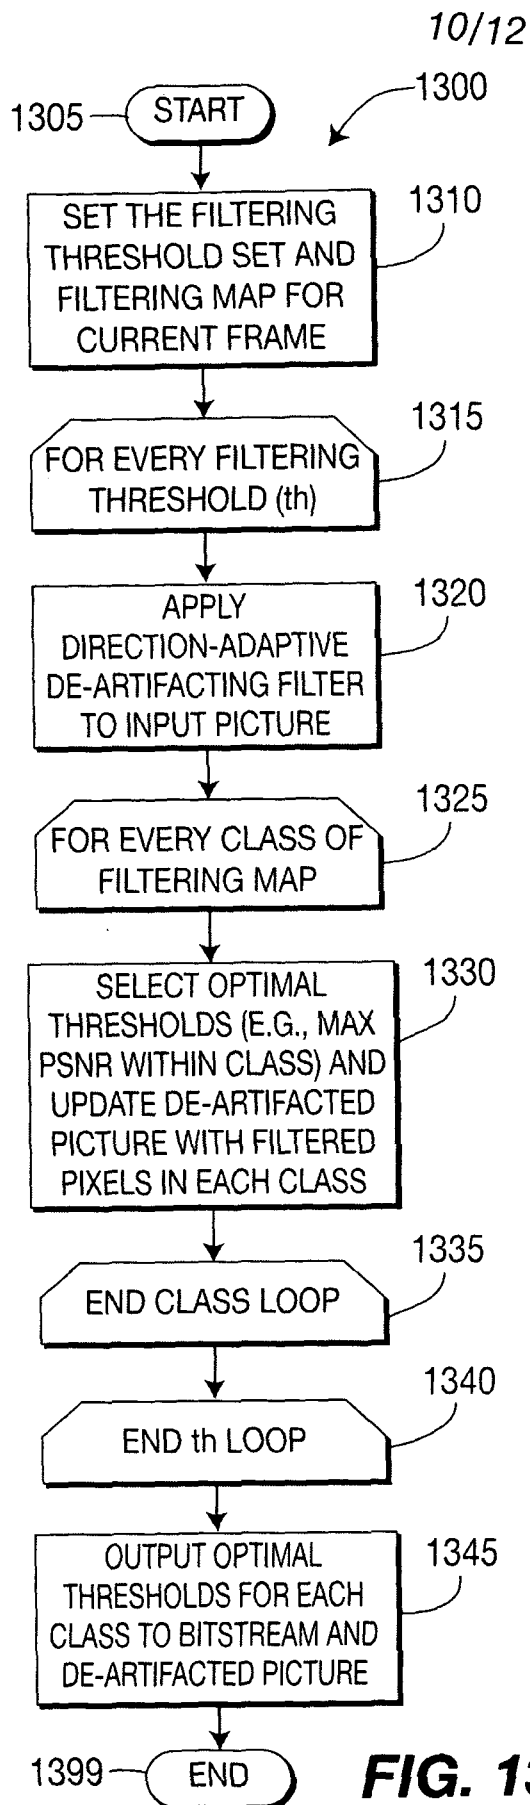 10/12
1300
1305
START
1310
SET THE FILTERING
THRESHOLD SET AND
FILTERING MAP FOR
CURRENT FRAME
1315
FOR EVERY FILTERING
THRESHOLD (th)
1320
APPLY
DIRECTION-ADAPTIVE
DE-ARTIFACTING FILTER
TO INPUT PICTURE
1325
FOR EVERY CLASS OF
FILTERING MAP
1330
SELECT OPTIMAL
THRESHOLDS (E.G., MAX
PSNR WITHIN CLASS) AND
UPDATE DE-ARTIFACTED
PICTURE WITH FILTERED
PIXELS IN EACH CLASS
1335
END CLASS LOOP
1340
END th LOOP
1345
OUTPUT OPTIMAL
THRESHOLDS FOR EACH
CLASS TO BITSTREAM AND
DE-ARTIFACTED PICTURE
1399
END
FIG. 13